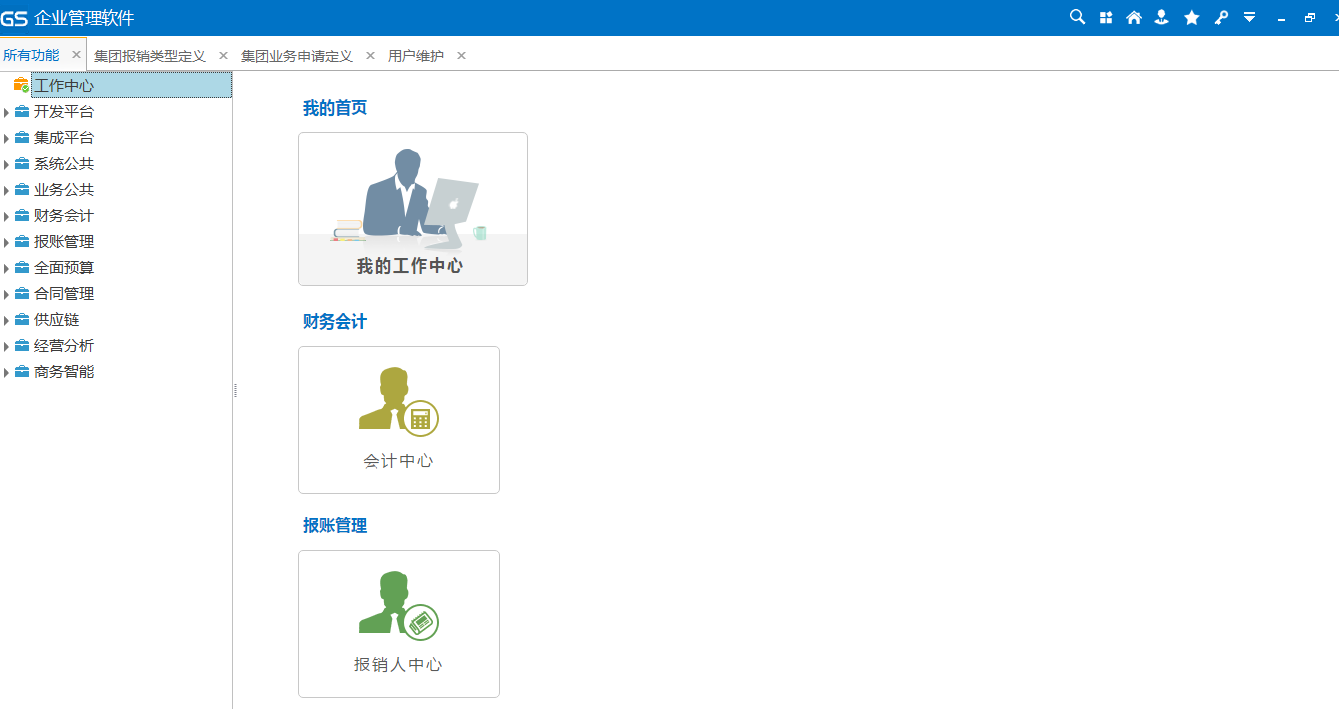 GS 企业管理软件
所有功能 集团报销类型定义 集团业务申请定义 用户维护
工作中心
开发平台
集成平台
系统公共
业务公共
财务会计
报账管理
全面预算
合同管理
供应链
经营分析
商务智能
我的首页
我的工作中心
财务会计
会计中心
报账管理
报销人中心